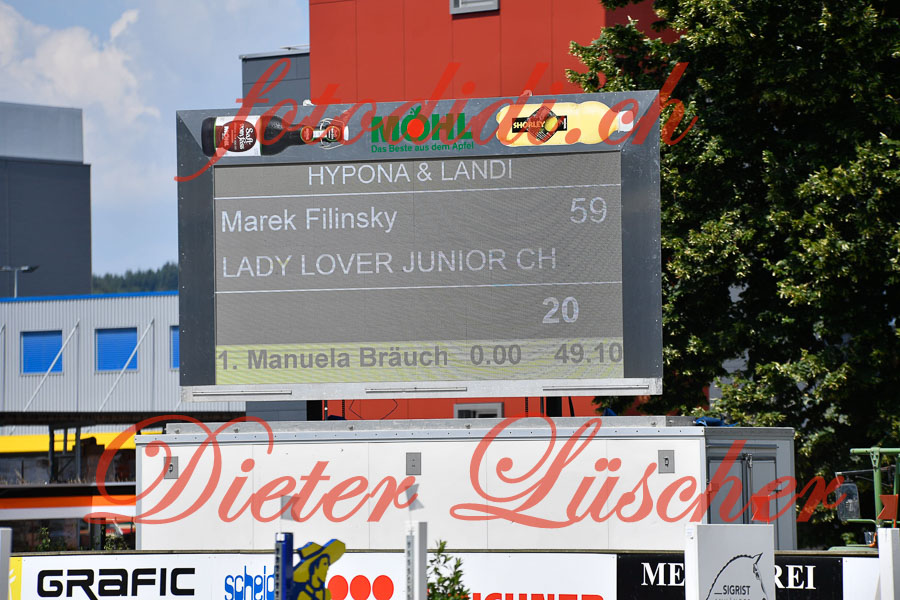 fotodidi.ch
MÖHL
Das Beste aus dem Apfel
SHORLEY
HYPONA & LANDI
Marek Filinsky 59
LADY LOVER JUNIOR CH
20
1. Manuela Bräuch 0.00 49.10
Dieter Lüscher
GRAFIC
SIGRIST